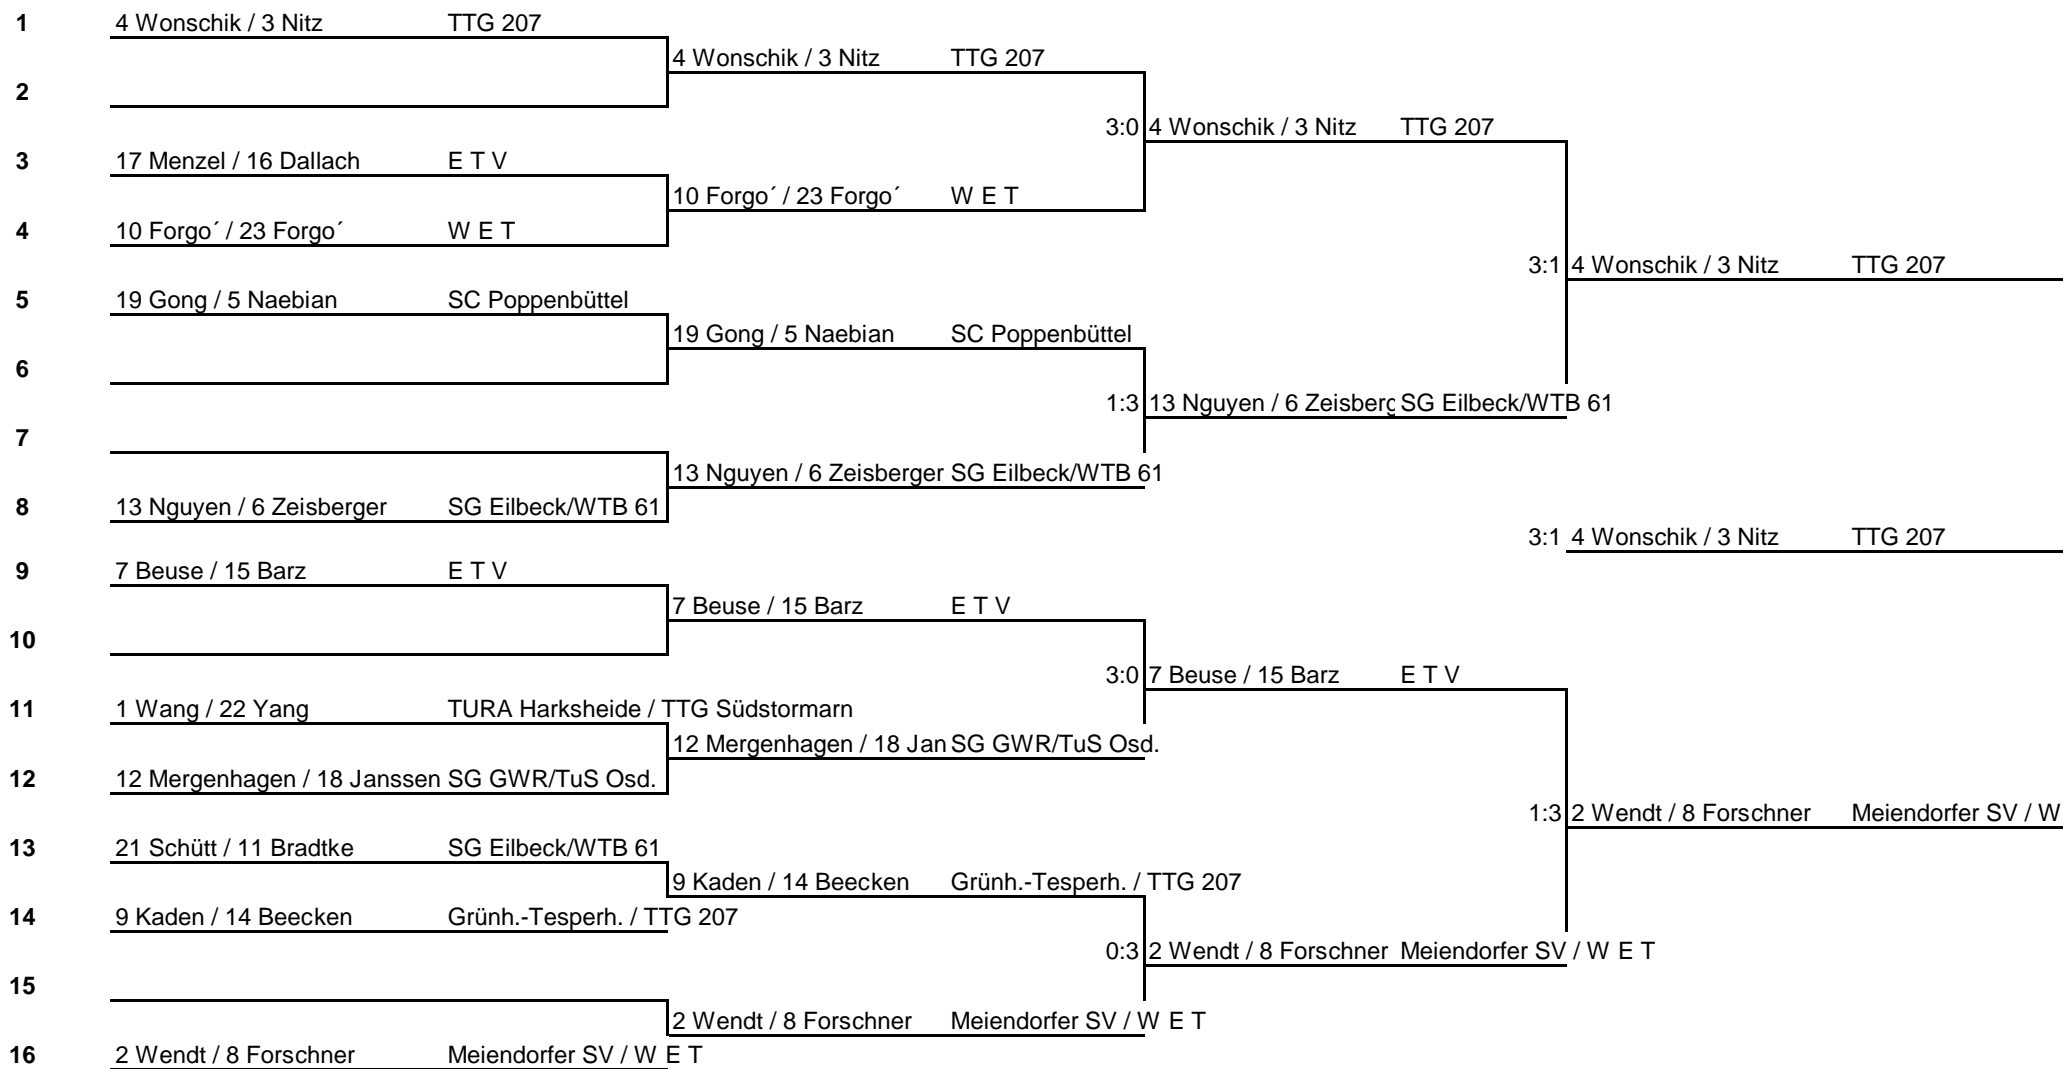 1 4 Wonschik / 3 Nitz TTG 207
4 Wonschik / 3 Nitz TTG 207
2
3:0 4 Wonschik / 3 Nitz TTG 207
3 17 Menzel / 16 Dallach E T V
10 Forgo´ / 23 Forgo´ W E T
4 10 Forgo´ / 23 Forgo´ W E T
3:1 4 Wonschik / 3 Nitz TTG 207
5 19 Gong / 5 Naebian SC Poppenbüttel
19 Gong / 5 Naebian SC Poppenbüttel
6
1:3 13 Nguyen / 6 Zeisberg SG Eilbeck/WTB 61
7
13 Nguyen / 6 Zeisberger SG Eilbeck/WTB 61
8 13 Nguyen / 6 Zeisberger SG Eilbeck/WTB 61
3:1 4 Wonschik / 3 Nitz TTG 207
9 7 Beuse / 15 Barz E T V
7 Beuse / 15 Barz E T V
10
3:0 7 Beuse / 15 Barz E T V
11 1 Wang / 22 Yang TURA Harksheide / TTG Südstormarn
12 Mergenhagen / 18 Jan SG GWR/TuS Osd.
12 12 Mergenhagen / 18 Janssen SG GWR/TuS Osd.
1:3 2 Wendt / 8 Forschner Meiendorfer SV / W
13 21 Schütt / 11 Bradtke SG Eilbeck/WTB 61
9 Kaden / 14 Beecken Grünh.-Tesperh. / TTG 207
14 9 Kaden / 14 Beecken Grünh.-Tesperh. / TTG 207
0:3 2 Wendt / 8 Forschner Meiendorfer SV / W E T
15
2 Wendt / 8 Forschner Meiendorfer SV / W E T
16 2 Wendt / 8 Forschner Meiendorfer SV / W E T